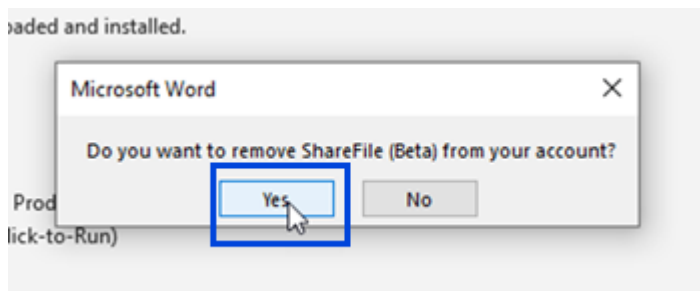 oaded and installed.
Microsoft Word
Do you want to remove ShareFile (Beta) from your account?
Yes
No
Prod
lick-to-Run)